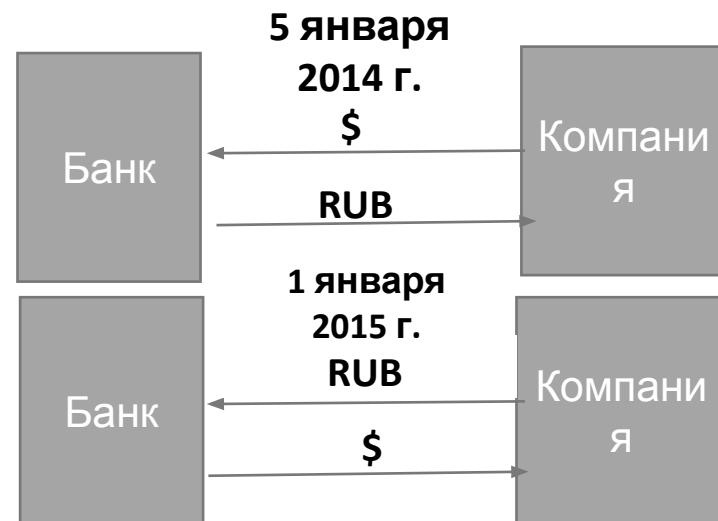 5 января
2014 г.
$
Банк
Компани
я
RUB
1 января
2015 г.
RUB
Банк
Компани
я
$